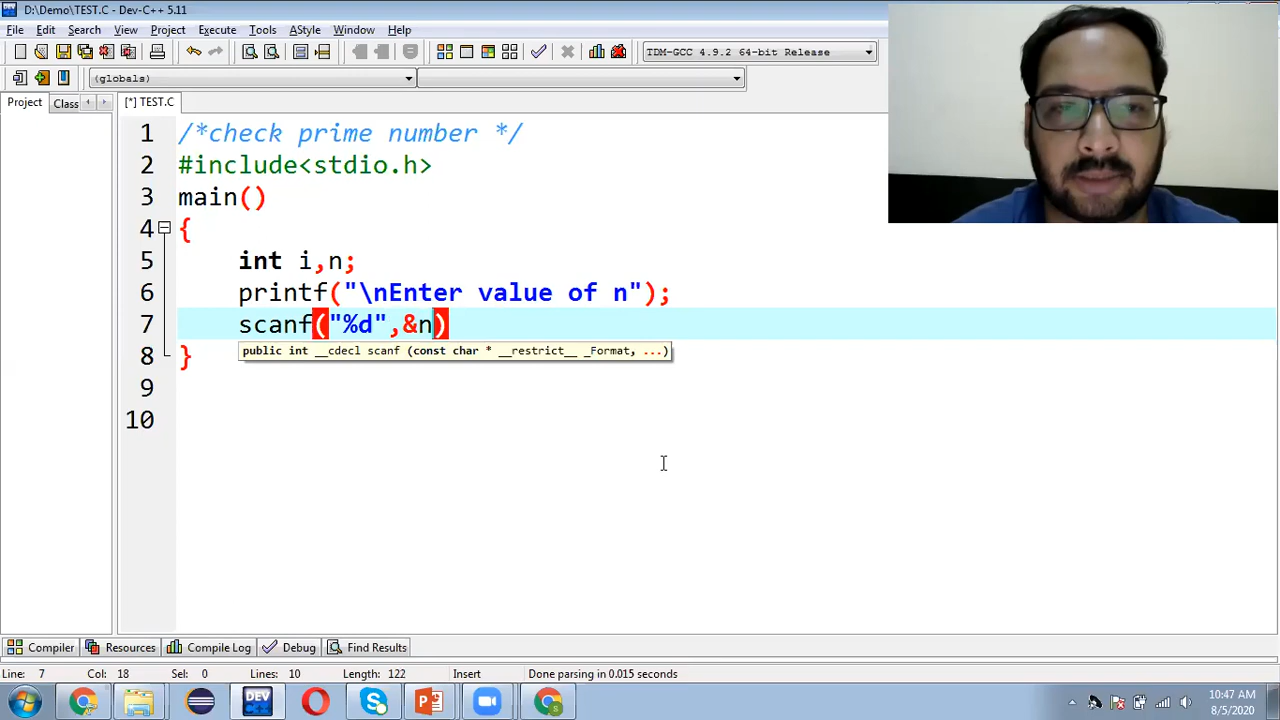 D:\Demo\TEST.C - Dev-C++ 5.11
File Edit Search View Project Execute Tools AStyle Window Help
TDM-GCC 4.9.2 64-bit Release
(globals)
Project Class [*] TEST.C
1 /*check prime number */
2 #include<stdio.h>
3 main()
4 {
5 int i,n;
6 printf("\nEnter value of n");
7 scanf("%d",&n)
public int __cdecl scanf (const char * __restrict__ _Format, ...)
8 }
9
10
Compiler Resources Compile Log Debug Find Results
Line: 7 Col: 18 Sel: 0 Lines: 10 Length: 122 Insert Done parsing in 0.015 seconds
DEV C++
10:47 AM
8/5/2020